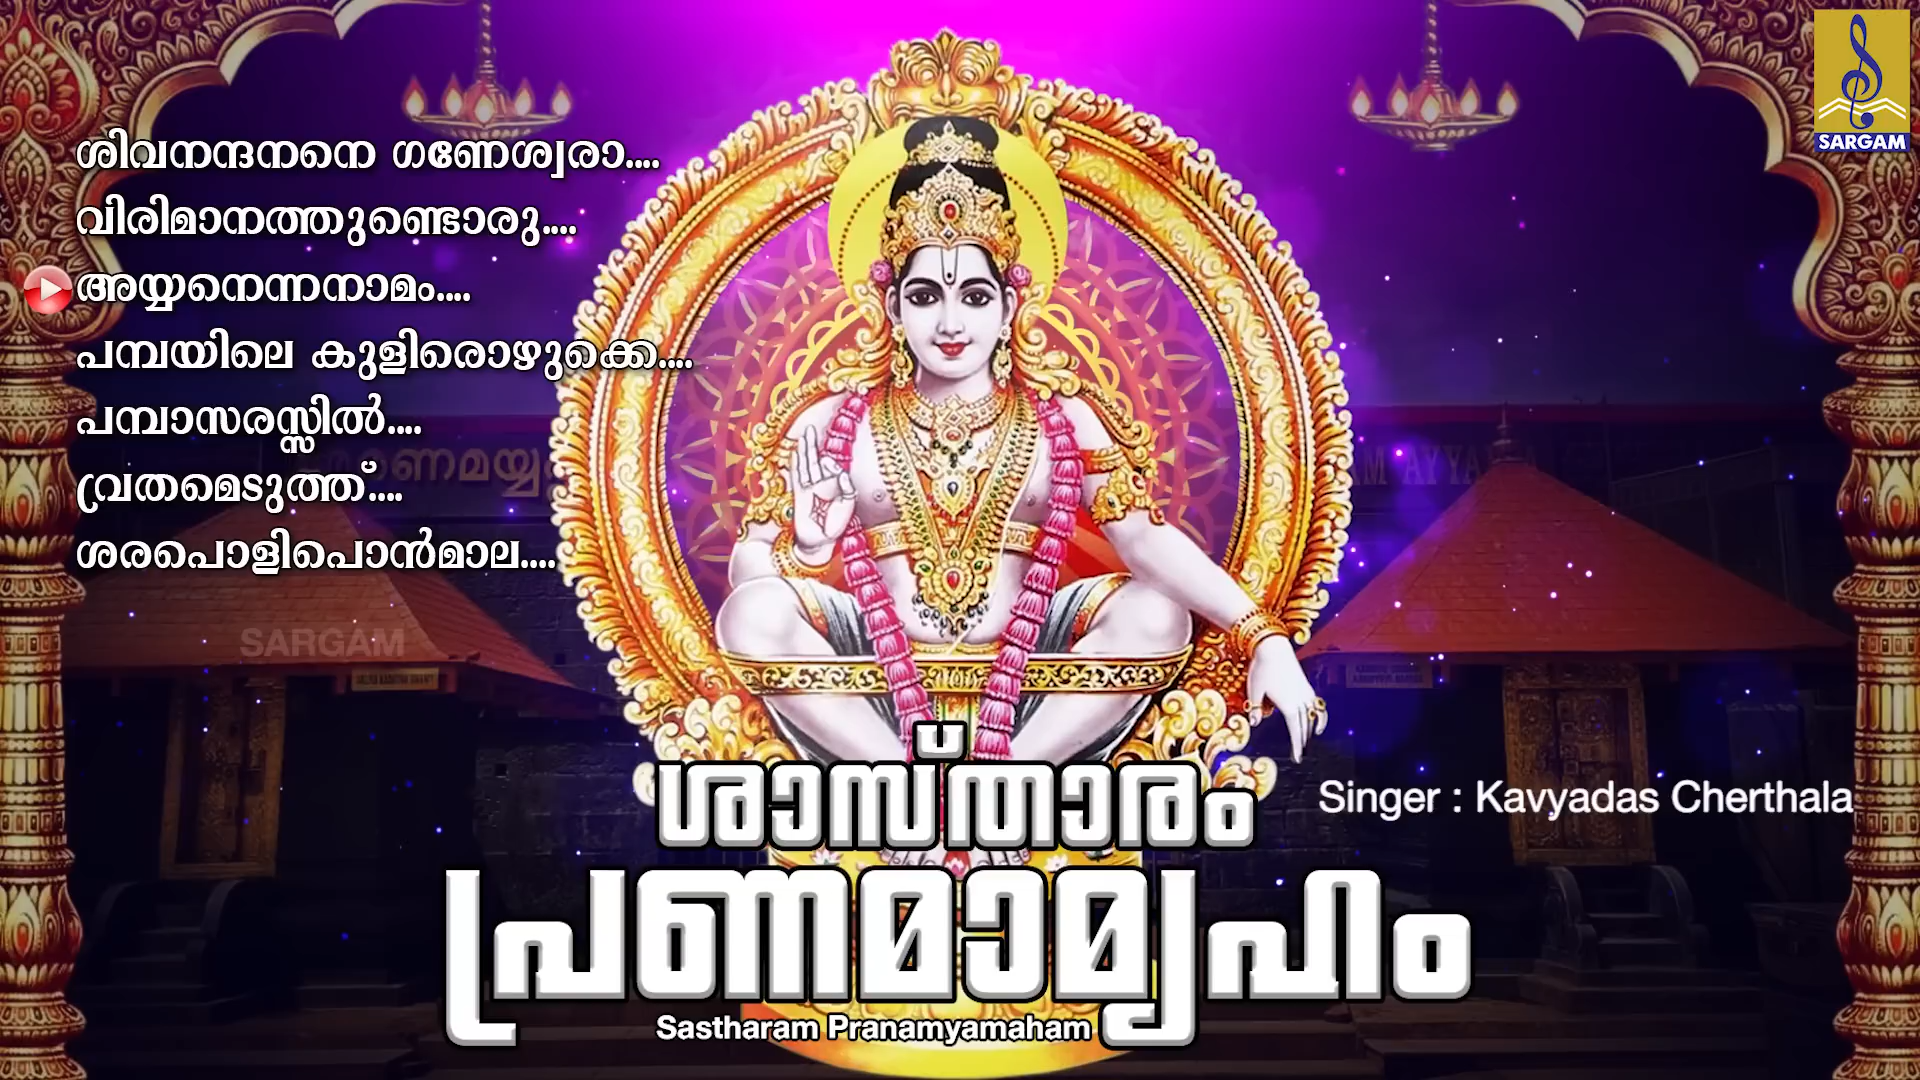 SARGAM
ശിവനന്ദനനെ ഗണേശ്വരാ....
വിരിമാനത്തുണ്ടൊരു....
അയ്യനെന്നനാമം....
പമ്പയിലെ കുളിരൊഴുക്കെ....
പമ്പാസരസ്സിൽ....
വ്രതമെടുത്ത്....
ശരപൊളിപൊൻമാല....
SARGAM
Singer : Kavyadas Cherthala
ശാസ്താരം
പ്രണമാമൃഹം
Sastharam Pranamyamaham